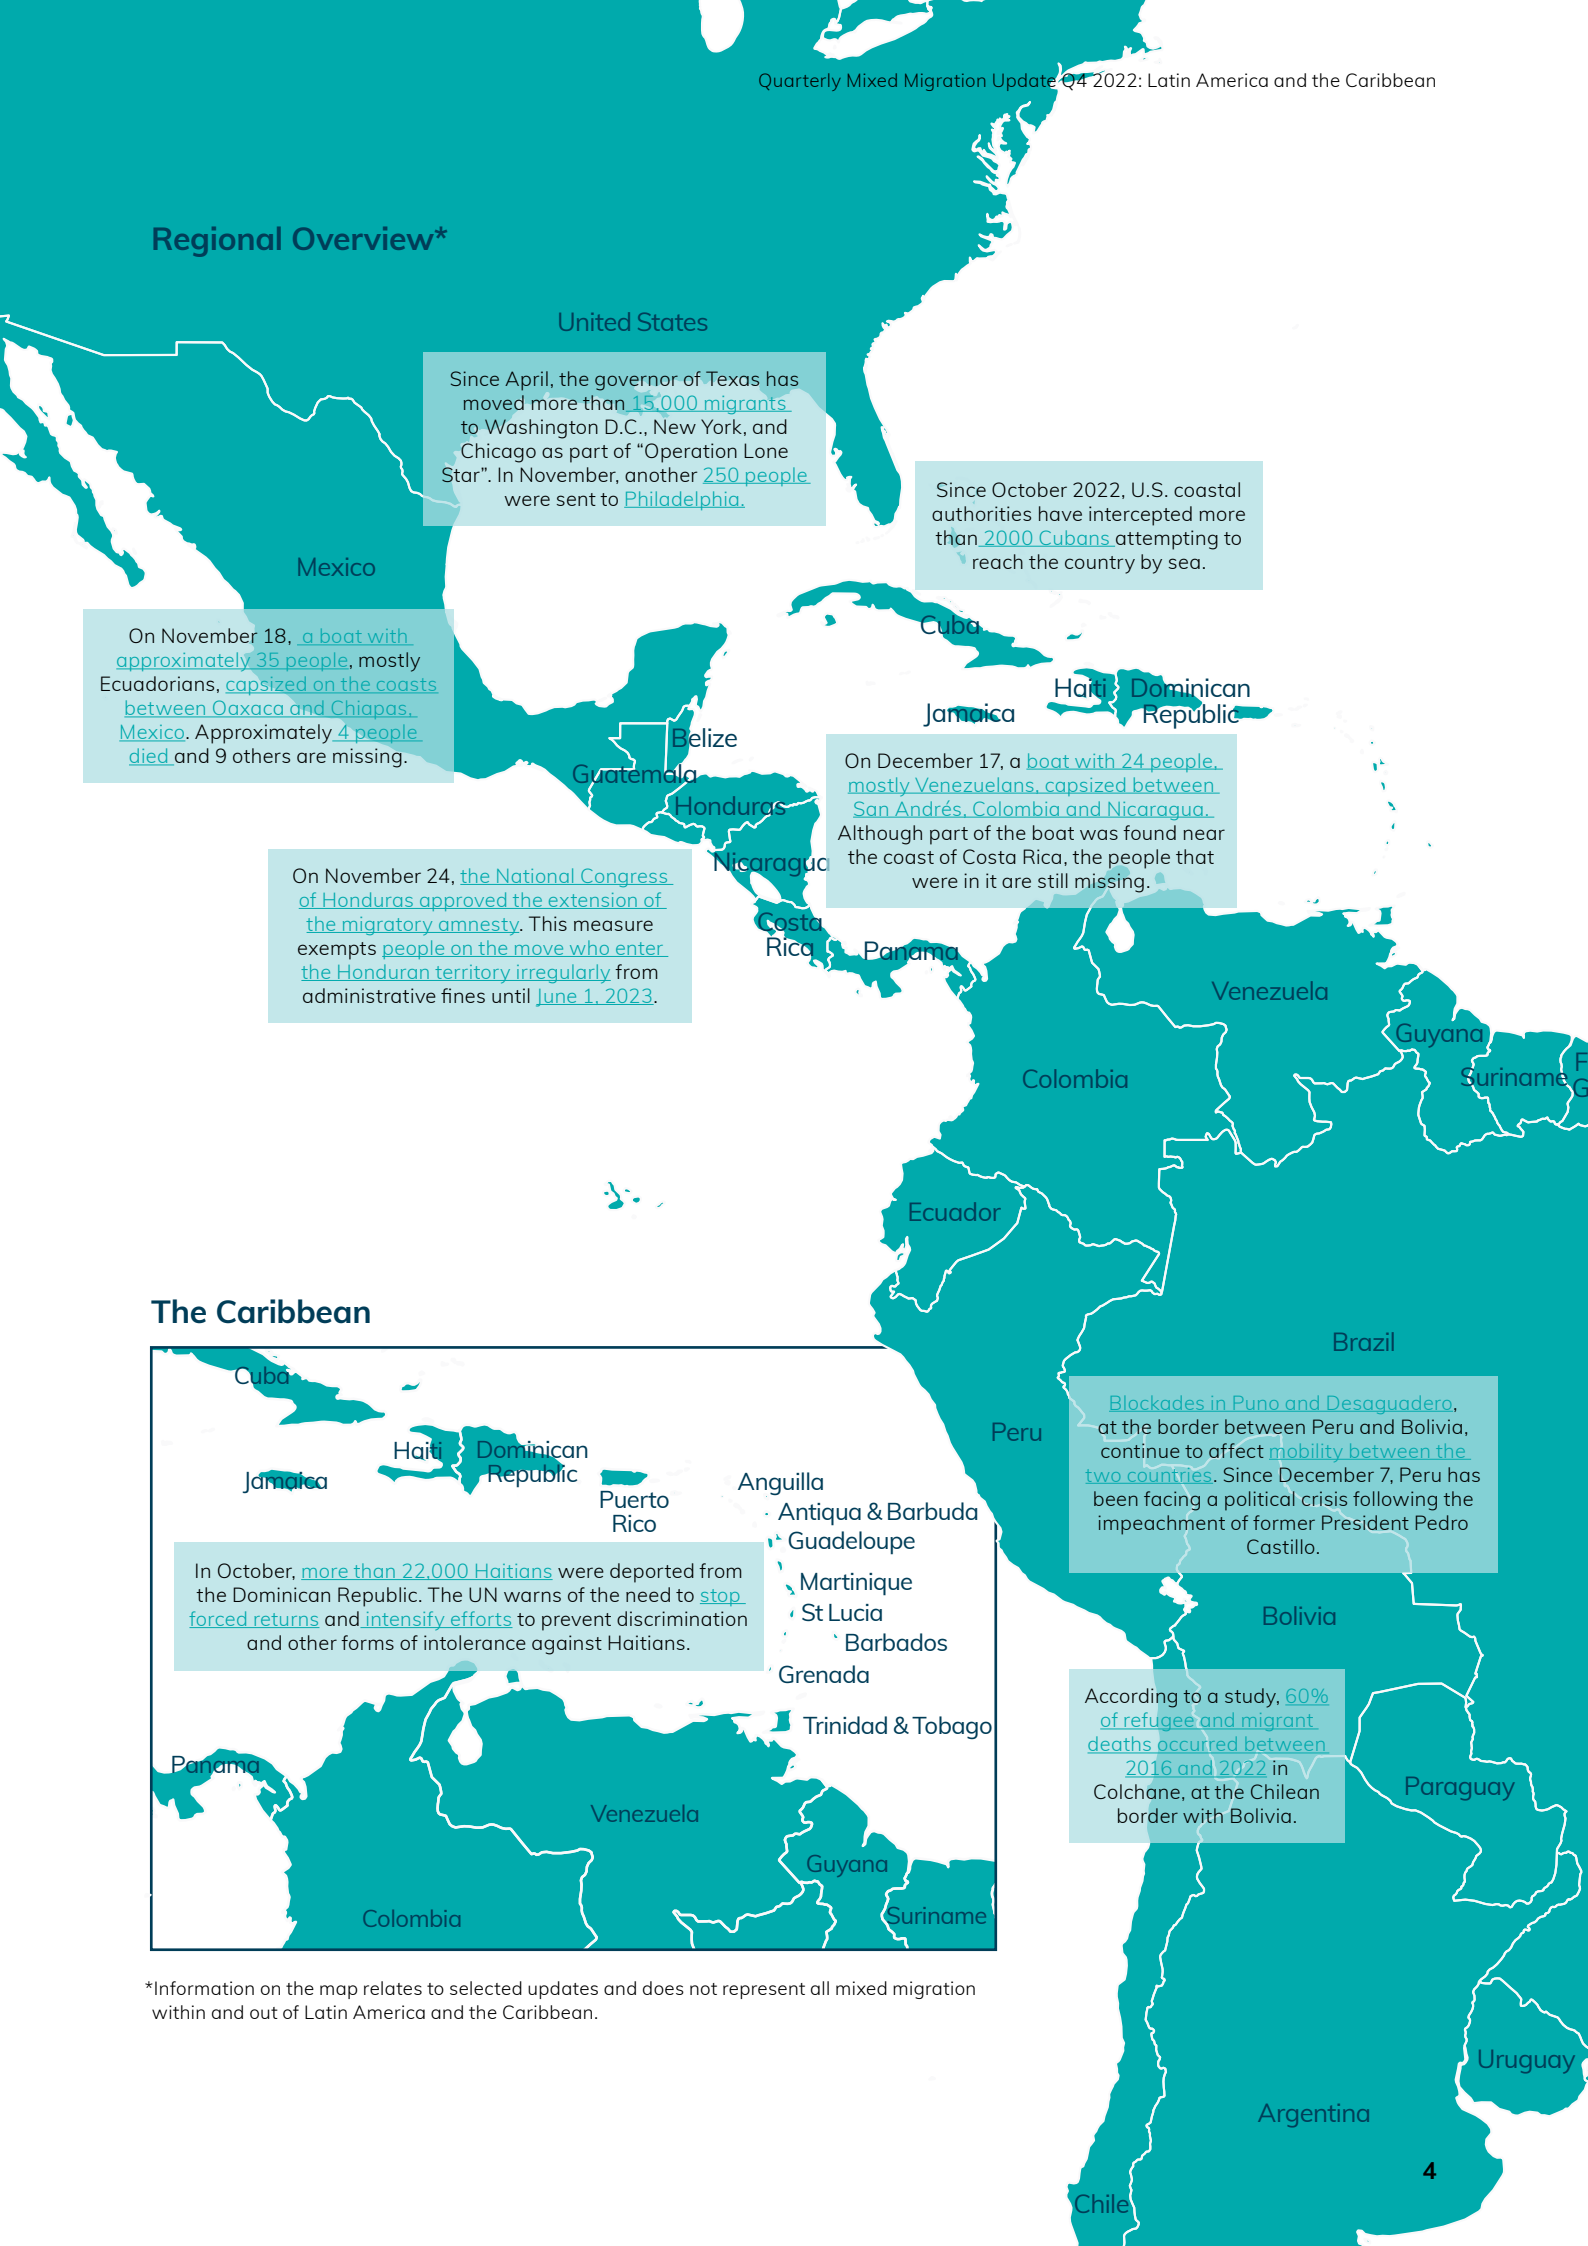 Quarterly Mixed Migration Update Q4 2022: Latin America and the Caribbean
Regional Overview*
United States
Since April, the governor of Texas has
moved more than 15,000 migrants
to Washington D.C., New York, and
Chicago as part of “Operation Lone
Star”. In November, another 250 people
were sent to Philadelphia.
Since October 2022, U.S. coastal
authorities have intercepted more
than 2000 Cubans attempting to
reach the country by sea.
Mexico
On November 18, a boat with
approximately 35 people, mostly
Ecuadorians, capsized on the coasts
between Oaxaca and Chiapas,
Mexico. Approximately 4 people
died and 9 others are missing.
Cuba
Haiti
Dominican
Republic
Jamaica
Belize
Guatemala
Honduras
Nicaragua
On December 17, a boat with 24 people,
mostly Venezuelans, capsized between
San Andrés, Colombia and Nicaragua.
Although part of the boat was found near
the coast of Costa Rica, the people that
were in it are still missing.
On November 24, the National Congress
of Honduras approved the extension of
the migratory amnesty. This measure
exempts people on the move who enter
the Honduran territory irregularly from
administrative fines until June 1, 2023.
Costa
Rica
Panama
Venezuela
Guyana
Suriname
F
G
Colombia
Ecuador
Brazil
Peru
Blockades in Puno and Desaguadero,
at the border between Peru and Bolivia,
continue to affect mobility between the
two countries. Since December 7, Peru has
been facing a political crisis following the
impeachment of former President Pedro
Castillo.
Bolivia
According to a study, 60%
of refugee and migrant
deaths occurred between
2016 and 2022 in
Colchane, at the Chilean
border with Bolivia.
Paraguay
Uruguay
Argentina
Chile
The Caribbean
Cuba
Haiti
Dominican
Republic
Jamaica
Puerto
Rico
Anguilla
Antiqua & Barbuda
Guadeloupe
Martinique
St Lucia
Barbados
Grenada
Trinidad & Tobago
In October, more than 22,000 Haitians were deported from
the Dominican Republic. The UN warns of the need to stop
forced returns and intensify efforts to prevent discrimination
and other forms of intolerance against Haitians.
Panama
Venezuela
Guyana
Suriname
Colombia
*Information on the map relates to selected updates and does not represent all mixed migration
within and out of Latin America and the Caribbean.
4